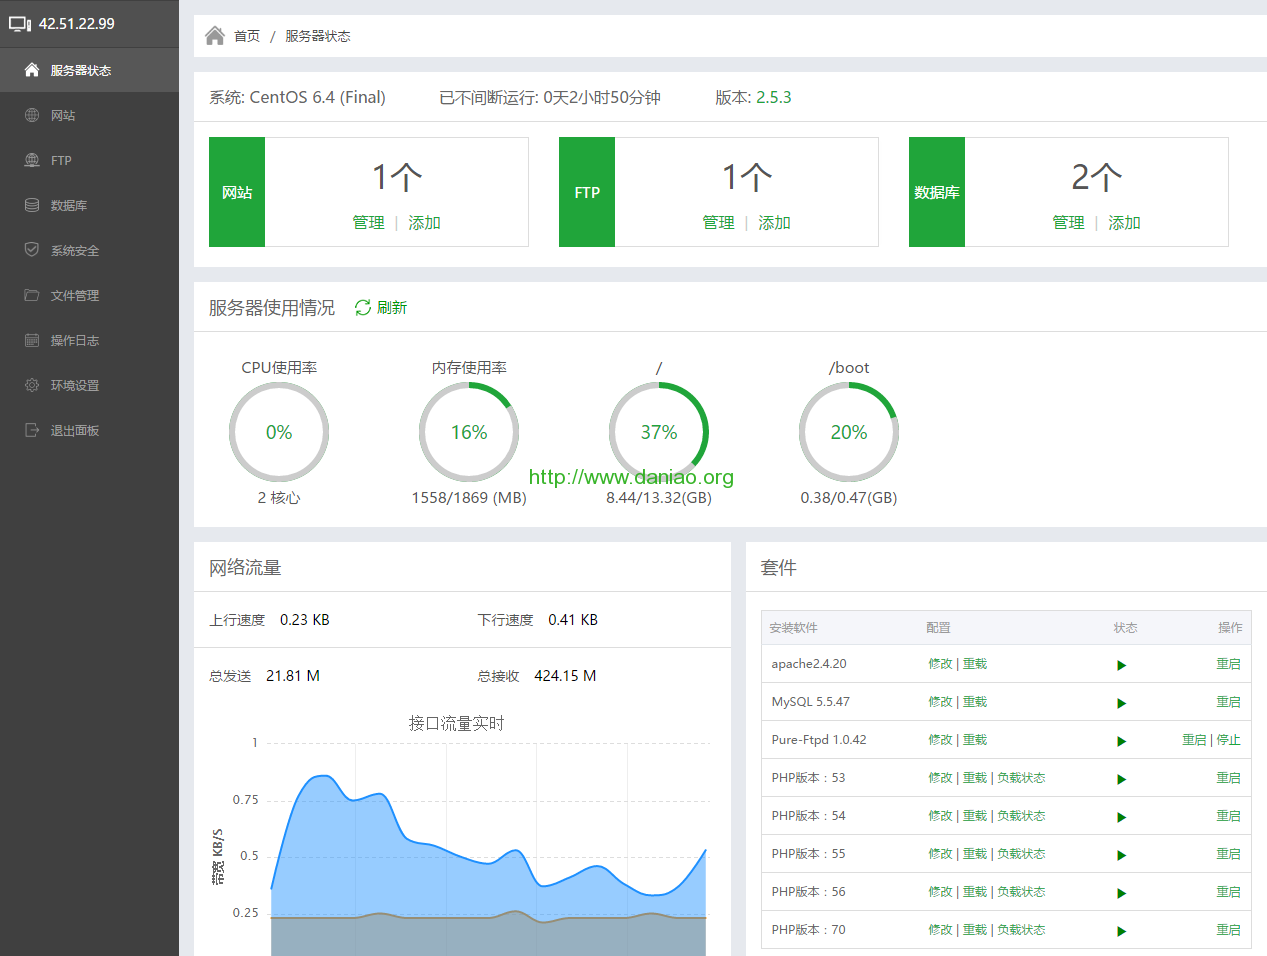 42.51.22.99
服务器状态
网站
FTP
数据库
系统安全
文件管理
操作日志
环境设置
退出面板
首页 / 服务器状态
系统: CentOS 6.4 (Final) 已不间断运行: 0天2小时50分钟 版本: 2.5.3
网站 1个 管理 | 添加
FTP 1个 管理 | 添加
数据库 2个 管理 | 添加
服务器使用情况 刷新
CPU使用率 内存使用率 / /boot
0% 16% 37% 20%
http://www.daniao.org
2 核心 1558/1869 (MB) 8.44/13.32(GB) 0.38/0.47(GB)
网络流量
上行速度 0.23 KB 下行速度 0.41 KB
总发送 21.81 M 总接收 424.15 M
接口流量实时
1
0.75
0.5
0.25
带宽 KB/S
套件
安装软件 配置 状态 操作
apache2.4.20 修改 | 重载 重启
MySQL 5.5.47 修改 | 重载 重启
Pure-Ftpd 1.0.42 修改 | 重载 重启 | 停止
PHP版本：53 修改 | 重载 | 负载状态 重启
PHP版本：54 修改 | 重载 | 负载状态 重启
PHP版本：55 修改 | 重载 | 负载状态 重启
PHP版本：56 修改 | 重载 | 负载状态 重启
PHP版本：70 修改 | 重载 | 负载状态 重启